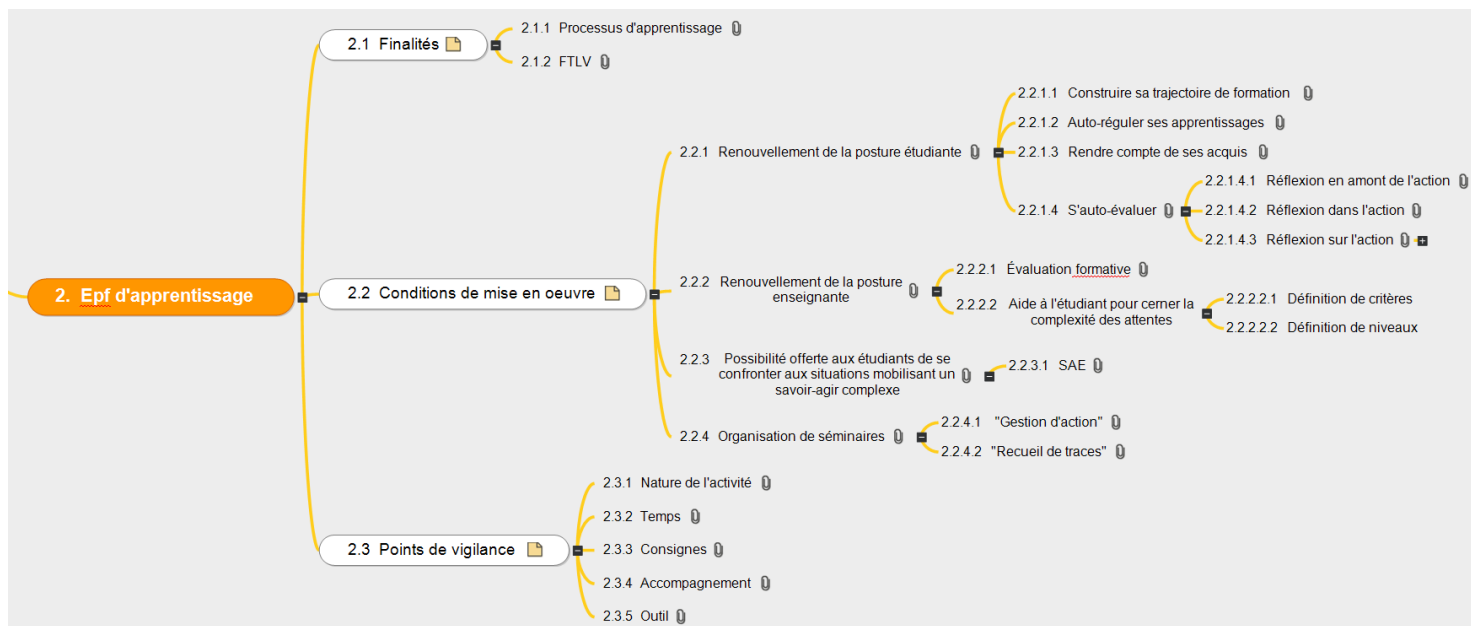 2. Epf d'apprentissage
2.1 Finalités
2.1.1 Processus d'apprentissage
2.1.2 FTLV
2.2 Conditions de mise en oeuvre
2.2.1 Renouvellement de la posture étudiante
2.2.1.1 Construire sa trajectoire de formation
2.2.1.2 Auto-réguler ses apprentissages
2.2.1.3 Rendre compte de ses acquis
2.2.1.4 S'auto-évaluer
2.2.1.4.1 Réflexion en amont de l'action
2.2.1.4.2 Réflexion dans l'action
2.2.1.4.3 Réflexion sur l'action
2.2.2 Renouvellement de la posture
enseignante
2.2.2.1 Évaluation formative
2.2.2.2 Aide à l'étudiant pour cerner la
complexité des attentes
2.2.2.2.1 Définition de critères
2.2.2.2.2 Définition de niveaux
2.2.3 Possibilité offerte aux étudiants de se
confronter aux situations mobilisant un
savoir-agir complexe
2.2.3.1 SAE
2.2.4 Organisation de séminaires
2.2.4.1 "Gestion d'action"
2.2.4.2 "Recueil de traces"
2.3 Points de vigilance
2.3.1 Nature de l'activité
2.3.2 Temps
2.3.3 Consignes
2.3.4 Accompagnement
2.3.5 Outil